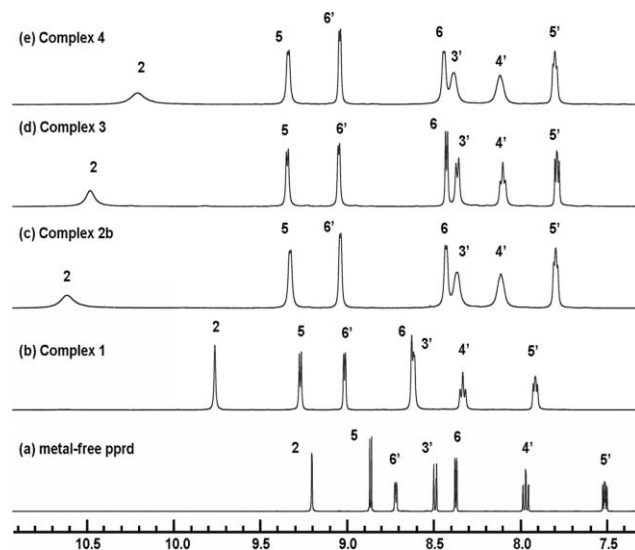 (e) Complex 4
2 5 6' 6 3' 4' 5'
(d) Complex 3
2 5 6' 6 3' 4' 5'
(c) Complex 2b
2 5 6' 6 3' 4' 5'
(b) Complex 1
2 5 6' 6 3' 4' 5'
(a) metal-free pprd
2 5 6' 3' 6 4' 5'
10.5 10.0 9.5 9.0 8.5 8.0 7.5